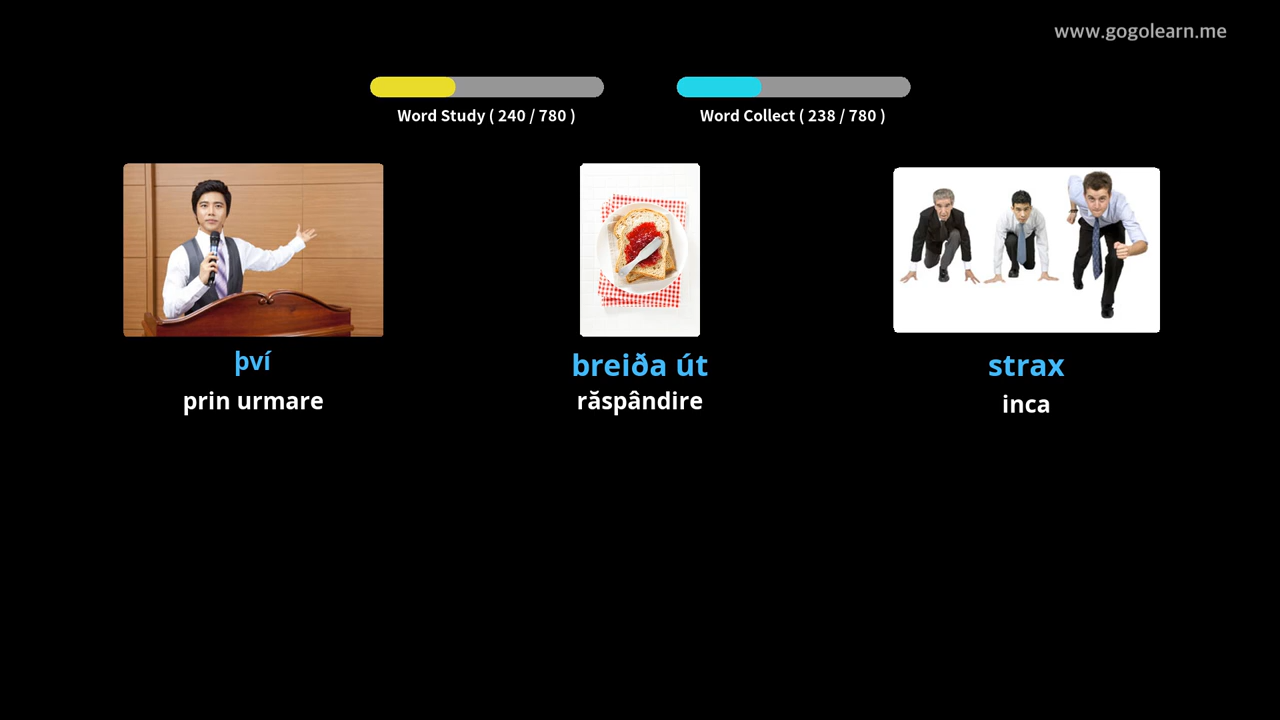 www.gogolearn.me
Word Study ( 240 / 780 )
Word Collect ( 238 / 780 )
því
prin urmare
breiða út
răspândire
strax
inca